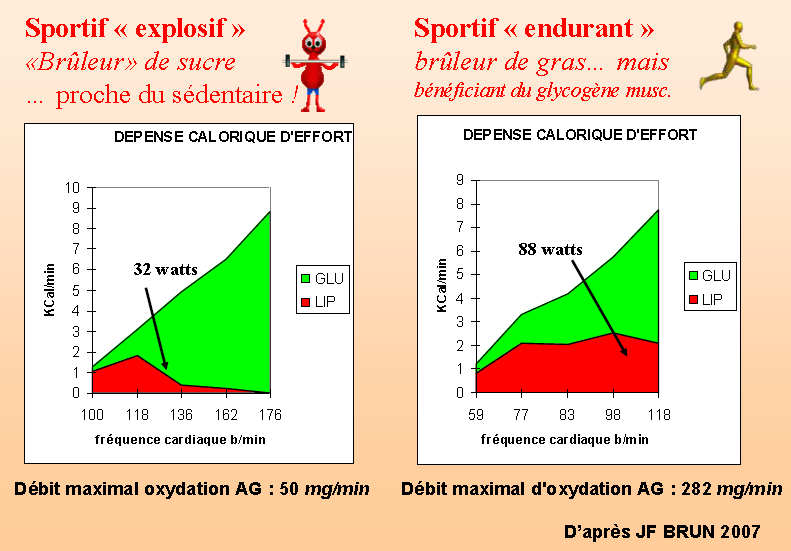 Sportif « explosif »
«Brûleur» de sucre
… proche du sédentaire !
DEPENSE CALORIQUE D'EFFORT
10
9
8
7
6
5
4
3
2
1
0
KCal/min
32 watts
GLU
LIP
100 118 136 162 176
fréquence cardiaque b/min
Débit maximal oxydation AG : 50 mg/min
Sportif « endurant »
brûleur de gras… mais
bénéficiant du glycogène musc.
DEPENSE CALORIQUE D'EFFORT
9
8
7
6
5
4
3
2
1
0
KCal/min
88 watts
GLU
LIP
59 77 83 98 118
fréquence cardiaque b/min
Débit maximal d'oxydation AG : 282 mg/min
D’après JF BRUN 2007